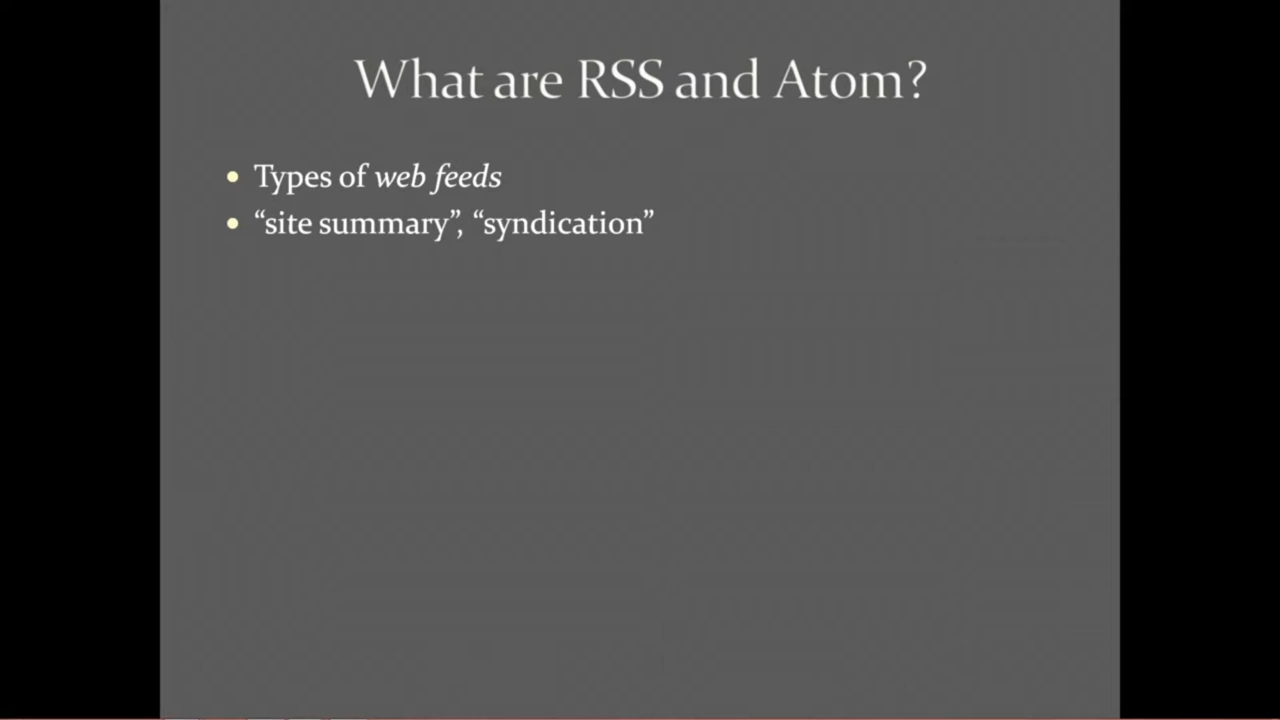 What are RSS and Atom?
• Types of web feeds
• “site summary”, “syndication”